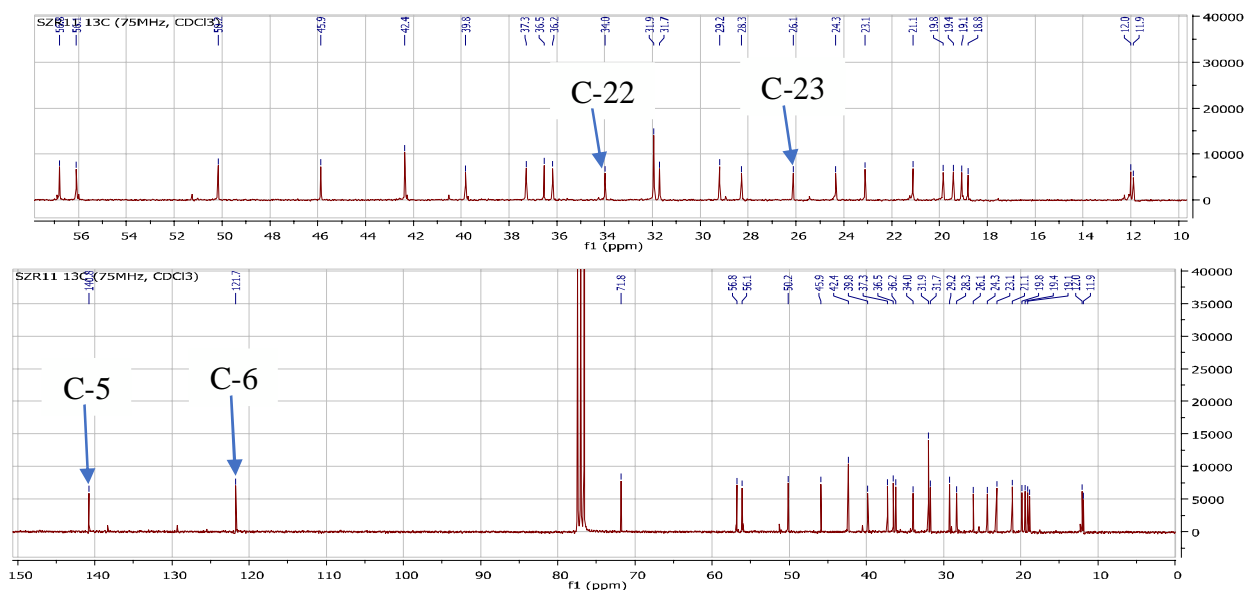 SZR11 13C (75MHz, CDCl3)
56.8 56.1 50.2 45.9 42.4 39.8 37.3 36.5 36.2 34.0 31.9 31.7 29.2 28.3 26.1 24.3 23.1 21.1 19.8 19.4 19.1 18.8 12.0 11.9
40000
30000
C-22 C-23
20000
10000
0
56 54 52 50 48 46 44 42 40 38 36 34 32 30 28 26 24 22 20 18 16 14 12 10
f1 (ppm)
SZR11 13C (75MHz, CDCl3)
140.8 121.7 71.8 56.8 56.1 50.2 45.9 42.4 39.8 37.3 36.5 36.2 34.0 31.9 31.7 29.2 28.3 26.1 24.3 23.1 21.1 19.8 19.4 19.1 12.0 11.9
40000
35000
30000
25000
C-5 C-6
20000
15000
10000
5000
0
150 140 130 120 110 100 90 80 70 60 50 40 30 20 10 0
f1 (ppm)